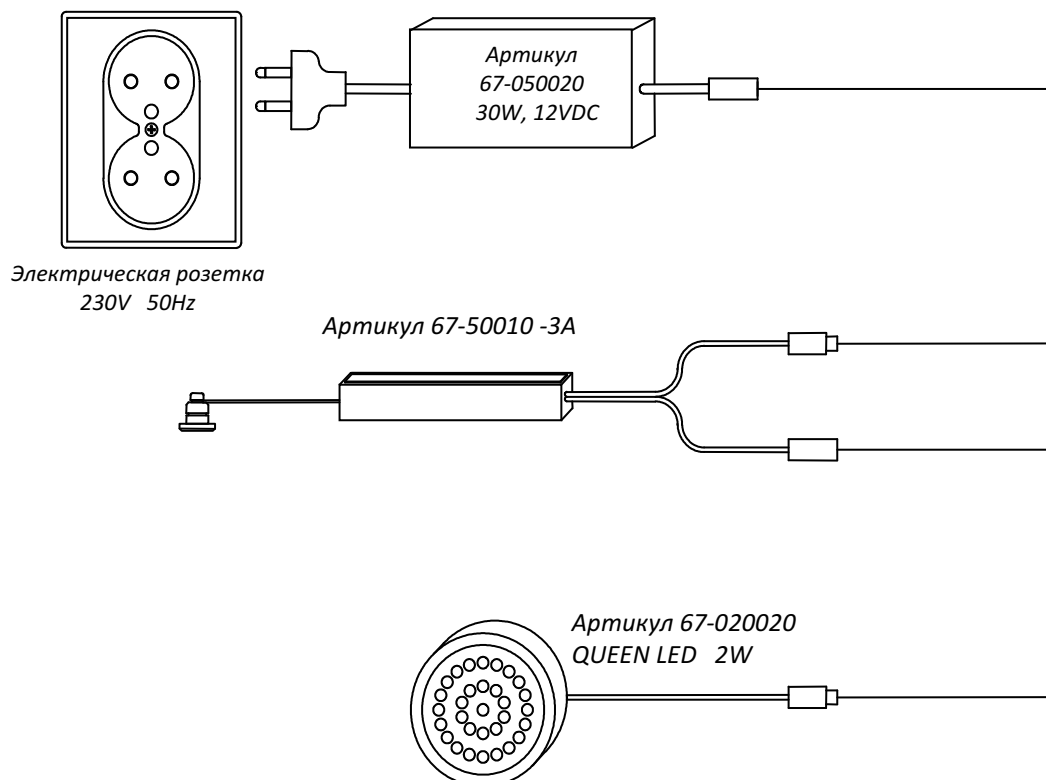 Артикул
67-050020
30W, 12VDC
Электрическая розетка
230V 50Hz
Артикул 67-50010 -3A
Артикул 67-020020
QUEEN LED 2W